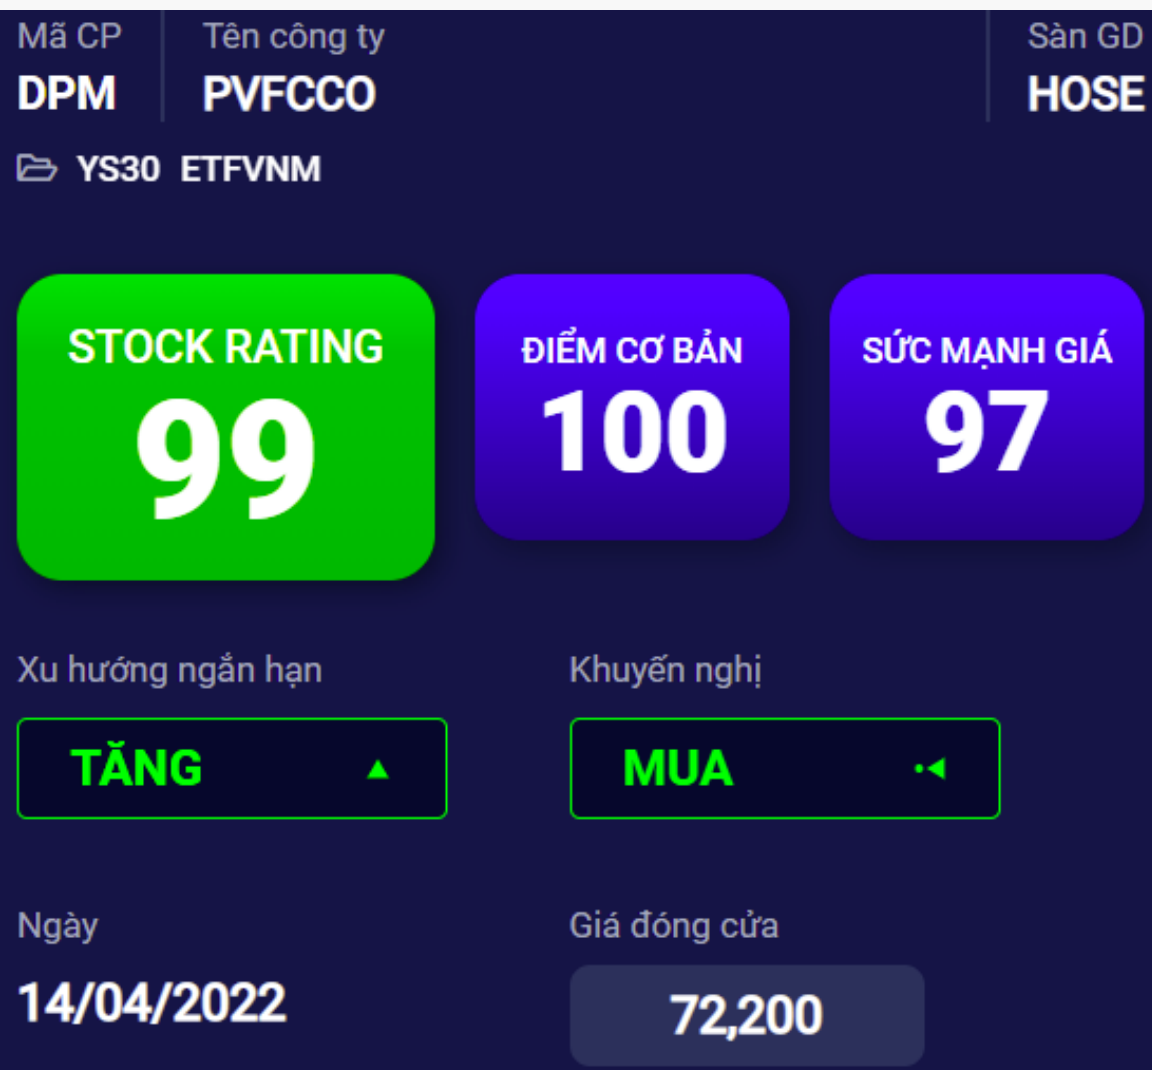 Mã CP Tên công ty Sàn GD
DPM PVFCCO HOSE
YS30 ETFVNM
STOCK RATING
99
ĐIỂM CƠ BẢN
100
SỨC MẠNH GIÁ
97
Xu hướng ngắn hạn Khuyến nghị
TĂNG MUA
Ngày Giá đóng cửa
14/04/2022 72,200